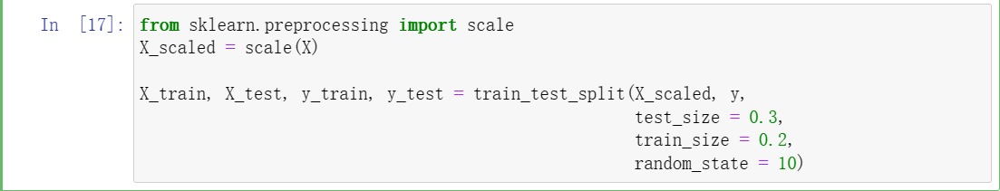 In [17]: from sklearn.preprocessing import scale
X_scaled = scale(X)
X_train, X_test, y_train, y_test = train_test_split(X_scaled, y,
test_size = 0.3,
train_size = 0.2,
random_state = 10)